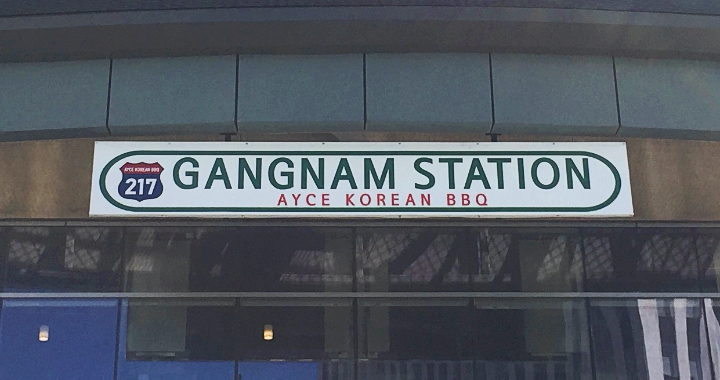 AYCE KOREAN BBQ
217
GANGNAM STATION
AYCE KOREAN BBQ